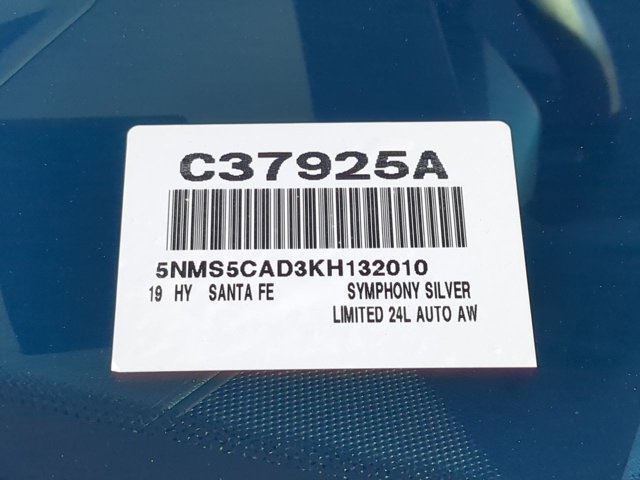 C37925A
5NMS5CAD3KH132010
19 HY SANTA FE SYMPHONY SILVER
LIMITED 24L AUTO AW